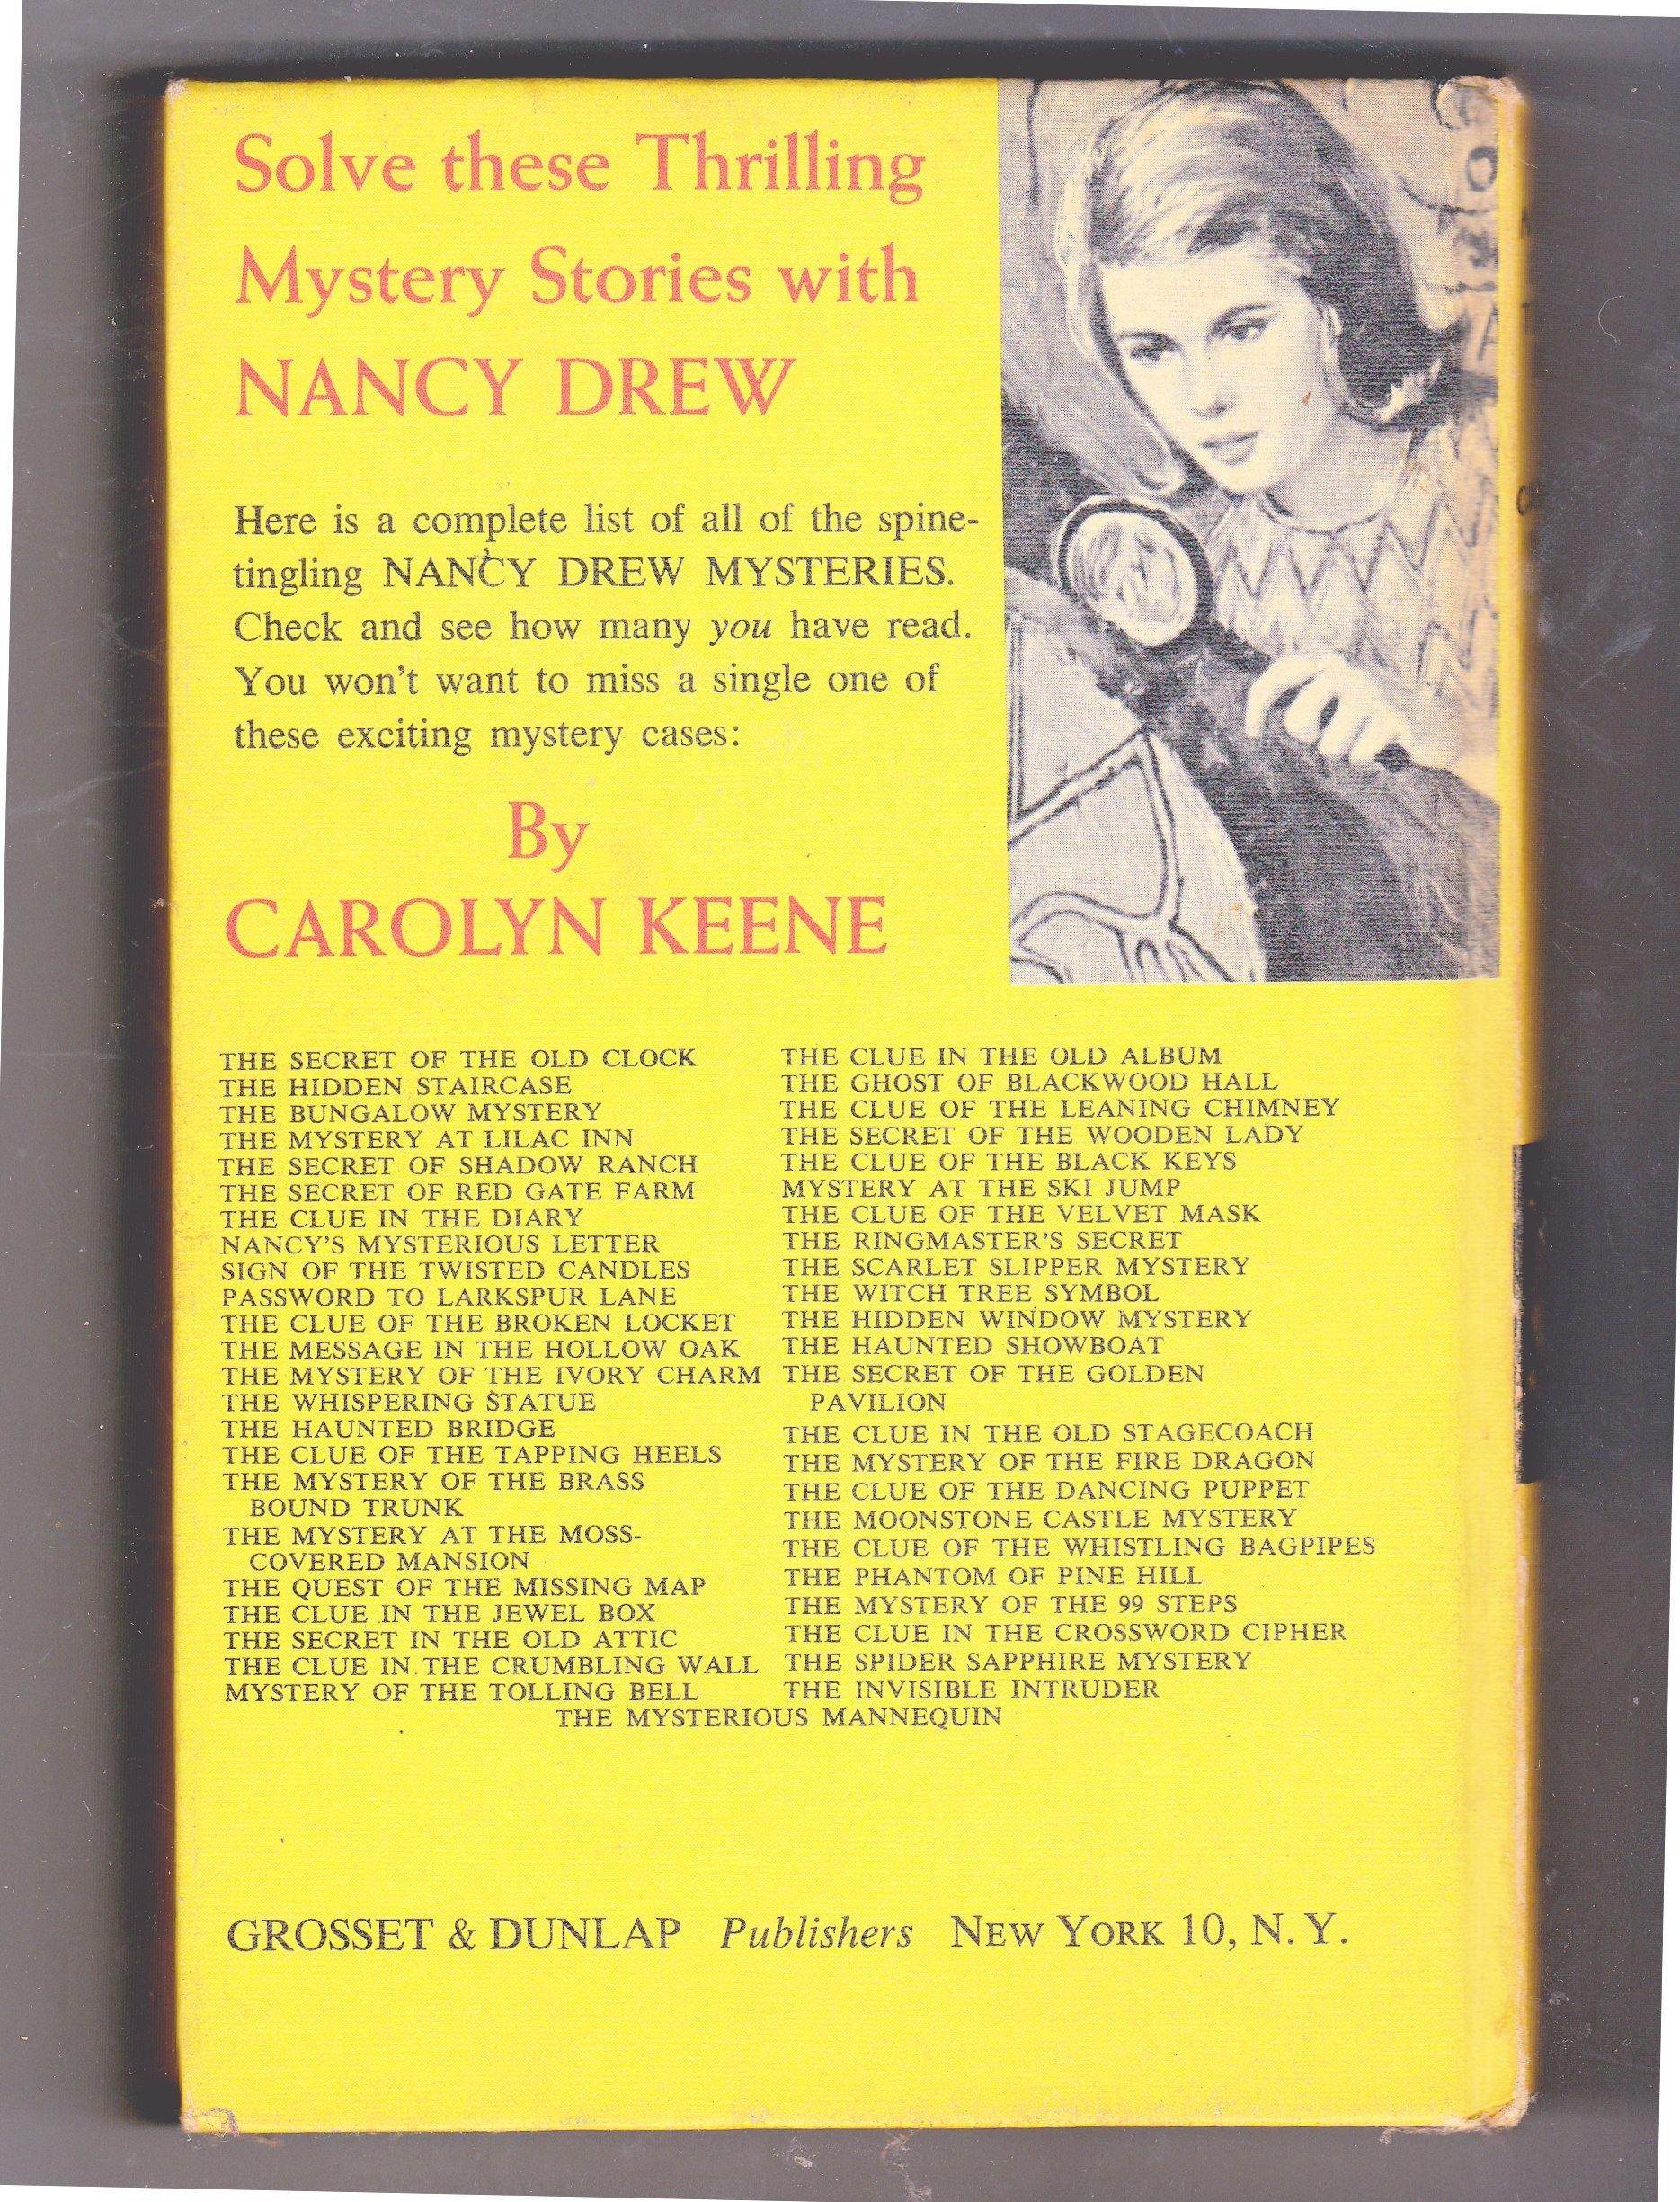 Solve these Thrilling
Mystery Stories with
NANCY DREW
Here is a complete list of all of the spine-
tingling NANCY DREW MYSTERIES.
Check and see how many you have read.
You won't want to miss a single one of
these exciting mystery cases:
By
CAROLYN KEENE
THE SECRET OF THE OLD CLOCK
THE HIDDEN STAIRCASE
THE BUNGALOW MYSTERY
THE MYSTERY AT LILAC INN
THE SECRET OF SHADOW RANCH
THE SECRET OF RED GATE FARM
THE CLUE IN THE DIARY
NANCY'S MYSTERIOUS LETTER
SIGN OF THE TWISTED CANDLES
PASSWORD TO LARKSPUR LANE
THE CLUE OF THE BROKEN LOCKET
THE MESSAGE IN THE HOLLOW OAK
THE MYSTERY OF THE IVORY CHARM
THE WHISPERING STATUE
THE HAUNTED BRIDGE
THE CLUE OF THE TAPPING HEELS
THE MYSTERY OF THE BRASS
BOUND TRUNK
THE MYSTERY AT THE MOSS-
COVERED MANSION
THE QUEST OF THE MISSING MAP
THE CLUE IN THE JEWEL BOX
THE SECRET IN THE OLD ATTIC
THE CLUE IN THE CRUMBLING WALL
MYSTERY OF THE TOLLING BELL
THE CLUE IN THE OLD ALBUM
THE GHOST OF BLACKWOOD HALL
THE CLUE OF THE LEANING CHIMNEY
THE SECRET OF THE WOODEN LADY
THE CLUE OF THE BLACK KEYS
MYSTERY AT THE SKI JUMP
THE CLUE OF THE VELVET MASK
THE RINGMASTER'S SECRET
THE SCARLET SLIPPER MYSTERY
THE WITCH TREE SYMBOL
THE HIDDEN WINDOW MYSTERY
THE HAUNTED SHOWBOAT
THE SECRET OF THE GOLDEN
PAVILION
THE CLUE IN THE OLD STAGECOACH
THE MYSTERY OF THE FIRE DRAGON
THE CLUE OF THE DANCING PUPPET
THE MOONSTONE CASTLE MYSTERY
THE CLUE OF THE WHISTLING BAGPIPES
THE PHANTOM OF PINE HILL
THE MYSTERY OF THE 99 STEPS
THE CLUE IN THE CROSSWORD CIPHER
THE SPIDER SAPPHIRE MYSTERY
THE INVISIBLE INTRUDER
THE MYSTERIOUS MANNEQUIN
GROSSET & DUNLAP Publishers NEW YORK 10, N. Y.